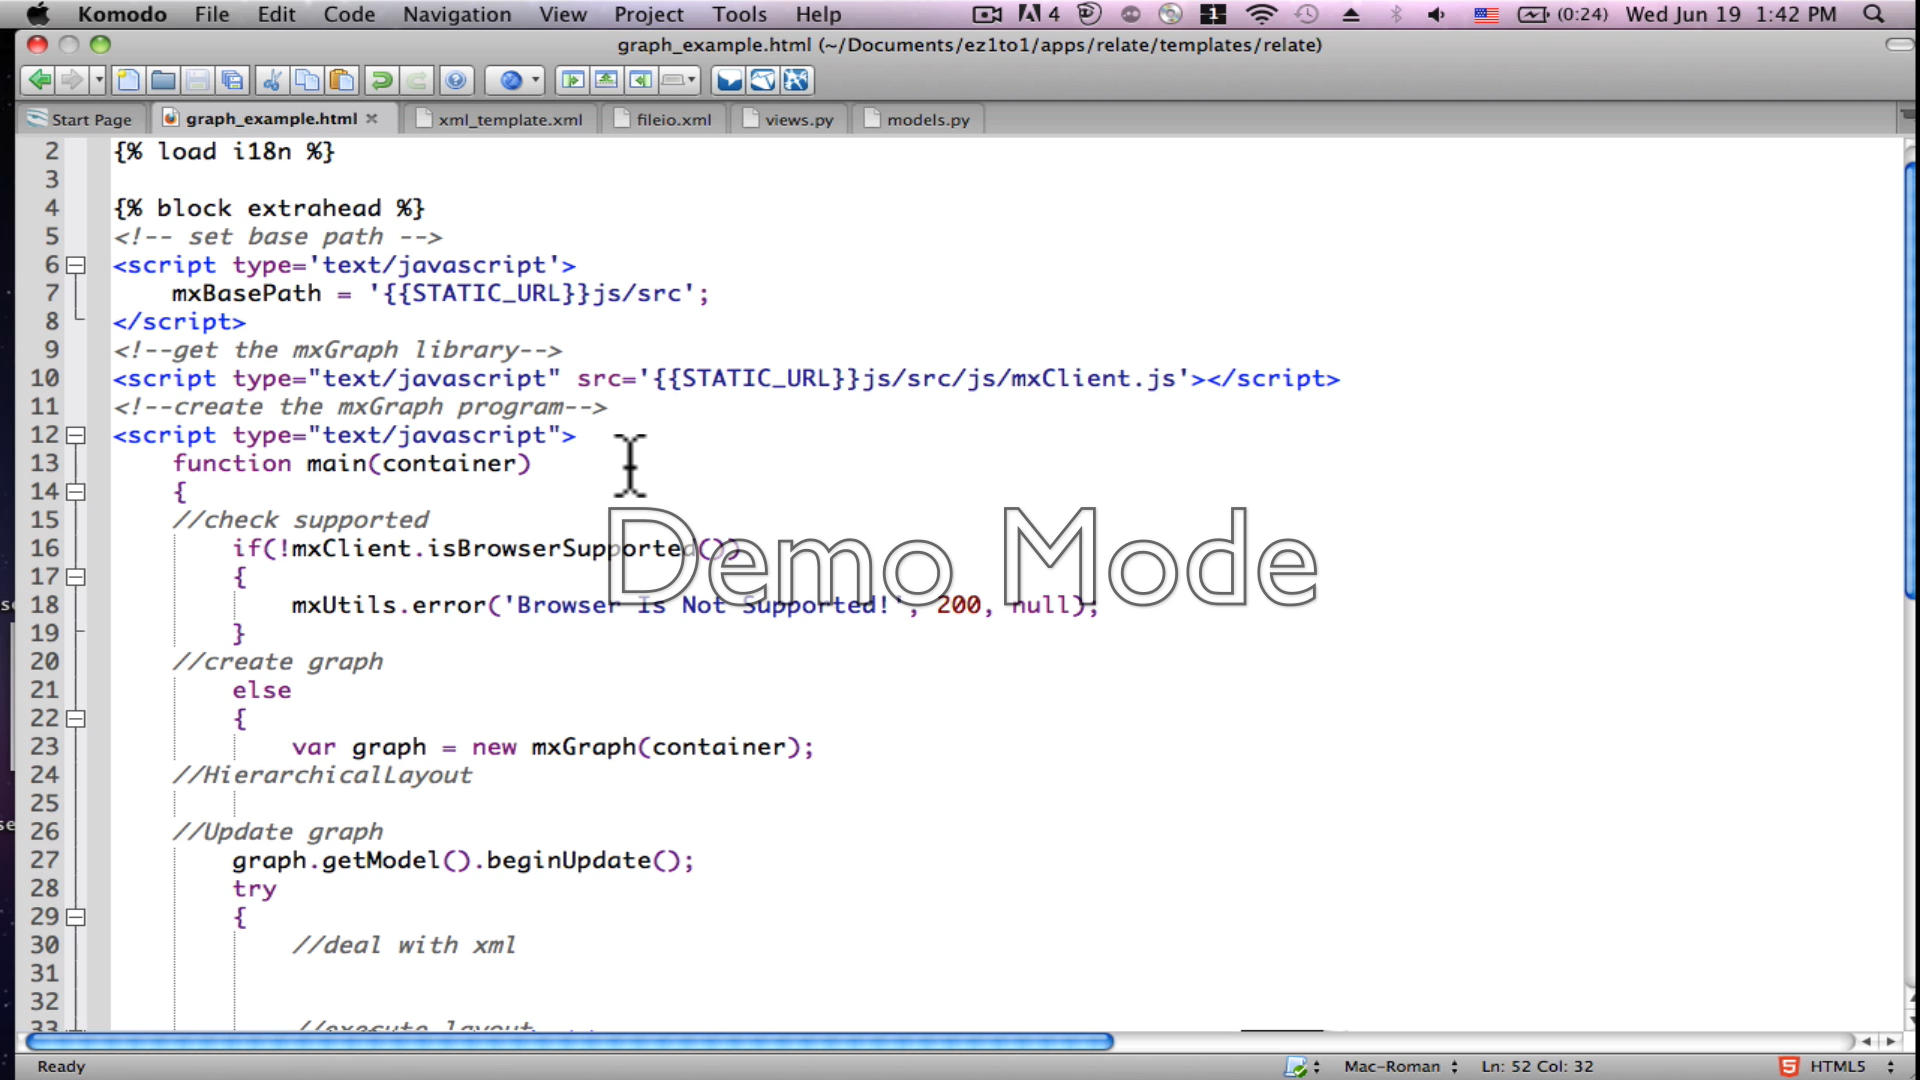 Komodo File Edit Code Navigation View Project Tools Help 4 1 (0:24) Wed Jun 19 1:42 PM
graph_example.html (~/Documents/ez1to1/apps/relate/templates/relate)
Start Page graph_example.html xml_template.xml fileio.xml views.py models.py
2 {% load i18n %}
3
4 {% block extrahead %}
5 <!-- set base path -->
6 <script type='text/javascript'>
7 mxBasePath = '{{STATIC_URL}}js/src';
8 </script>
9 <!--get the mxGraph library-->
10 <script type="text/javascript" src='{{STATIC_URL}}js/src/js/mxClient.js'></script>
11 <!--create the mxGraph program-->
12 <script type="text/javascript">
13 function main(container)
14 {
15 //check supported
16 if(!mxClient.isBrowserSupported())
17 {
18 mxUtils.error('Browser Is Not Supported!', 200, null);
19 }
20 //create graph
21 else
22 {
23 var graph = new mxGraph(container);
24 //HierarchicalLayout
25
26 //Update graph
27 graph.getModel().beginUpdate();
28 try
29 {
30 //deal with xml
31
32
33 //execute layout
Demo Mode
Ready Mac-Roman Ln: 52 Col: 32 HTML5